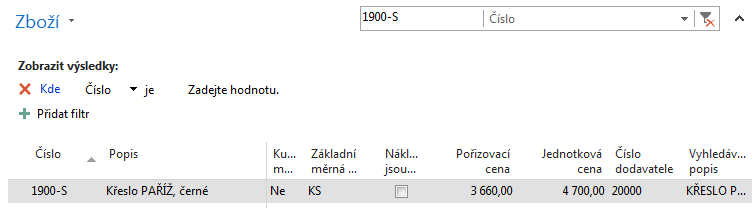 Zboží
1900-S Číslo
Zobrazit výsledky:
Kde Číslo je Zadejte hodnotu.
Přidat filtr
Číslo Popis Ku... m... Základní měrná ... Nákl... jsou... Pořizovací cena Jednotková cena Číslo dodavatele Vyhledáv... popis
1900-S Křeslo PAŘÍŽ, černé Ne KS 3 660,00 4 700,00 20000 KŘESLO P...